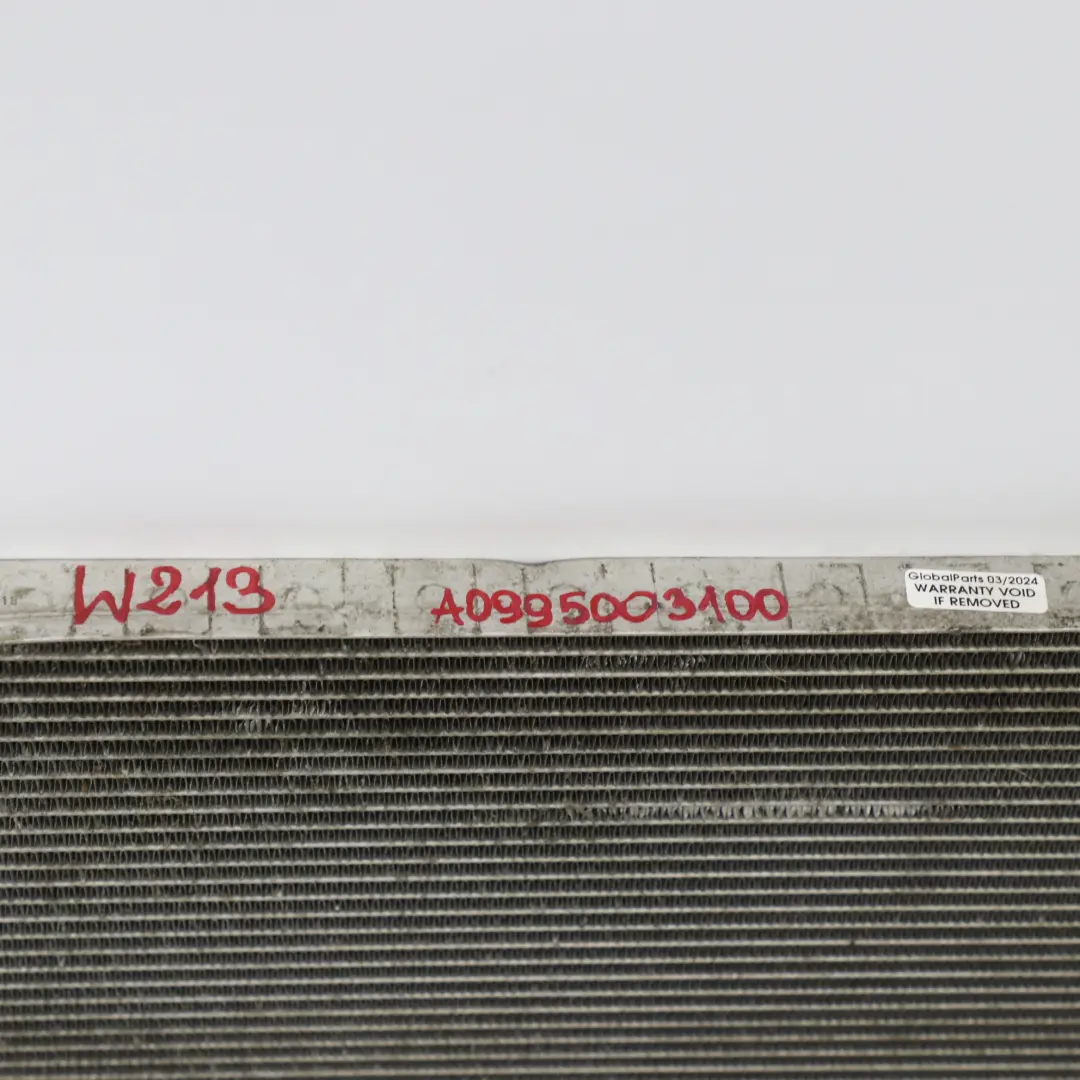 W213
A0995003100
GlobalParts 03/2024
WARRANTY VOID
IF REMOVED